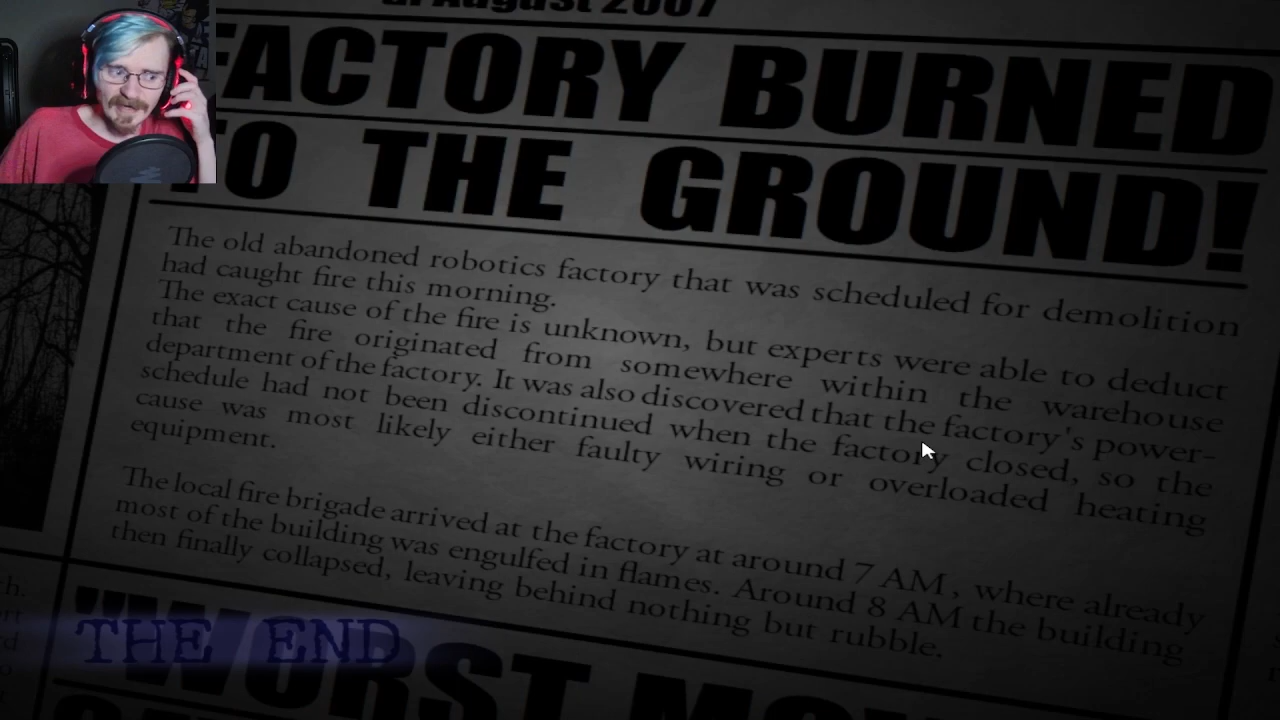 August 2007
FACTORY BURNED
TO THE GROUND!
The old abandoned robotics factory that was scheduled for demolition
had caught fire this morning.
The exact cause of the fire is unknown, but experts were able to deduct
that the fire originated from somewhere within the warehouse
department of the factory. It was also discovered that the factory's power-
schedule had not been discontinued when the factory closed, so the
cause was most likely either faulty wiring or overloaded heating
equipment.
The local fire brigade arrived at the factory at around 7 AM, where already
most of the building was engulfed in flames. Around 8 AM the building
then finally collapsed, leaving behind nothing but rubble.
THE END
"WORST